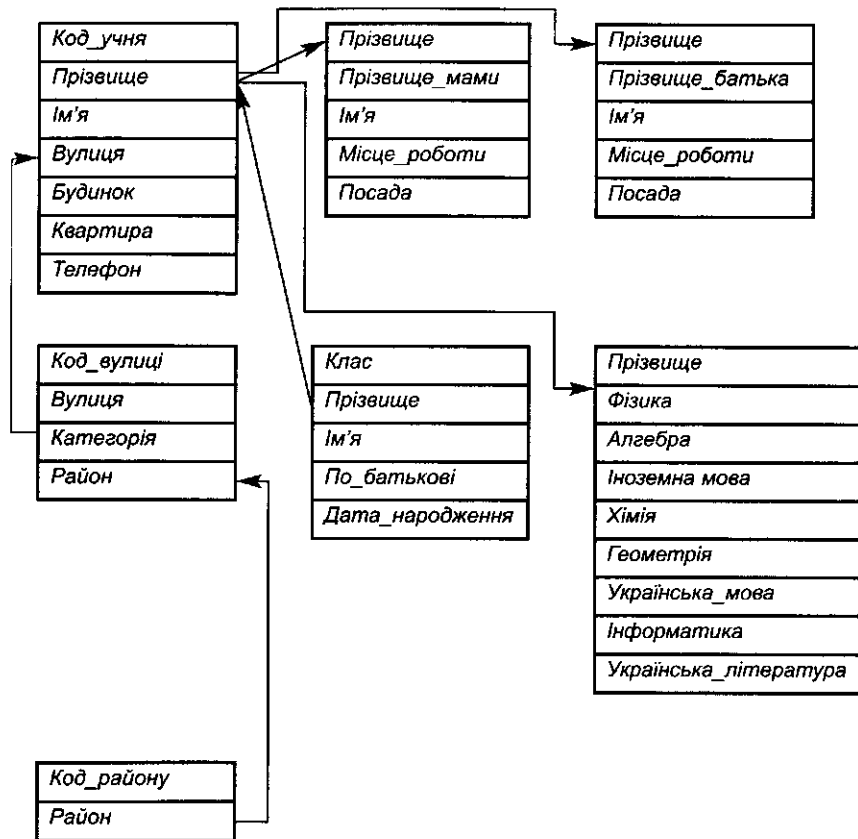 Код_учня
Прізвище
Ім'я
Вулиця
Будинок
Квартира
Телефон
Прізвище
Прізвище_мами
Ім'я
Місце_роботи
Посада
Прізвище
Прізвище_батька
Ім'я
Місце_роботи
Посада
Код_вулиці
Вулиця
Категорія
Район
Клас
Прізвище
Ім'я
По_батькові
Дата_народження
Прізвище
Фізика
Алгебра
Іноземна мова
Хімія
Геометрія
Українська_мова
Інформатика
Українська_література
Код_району
Район